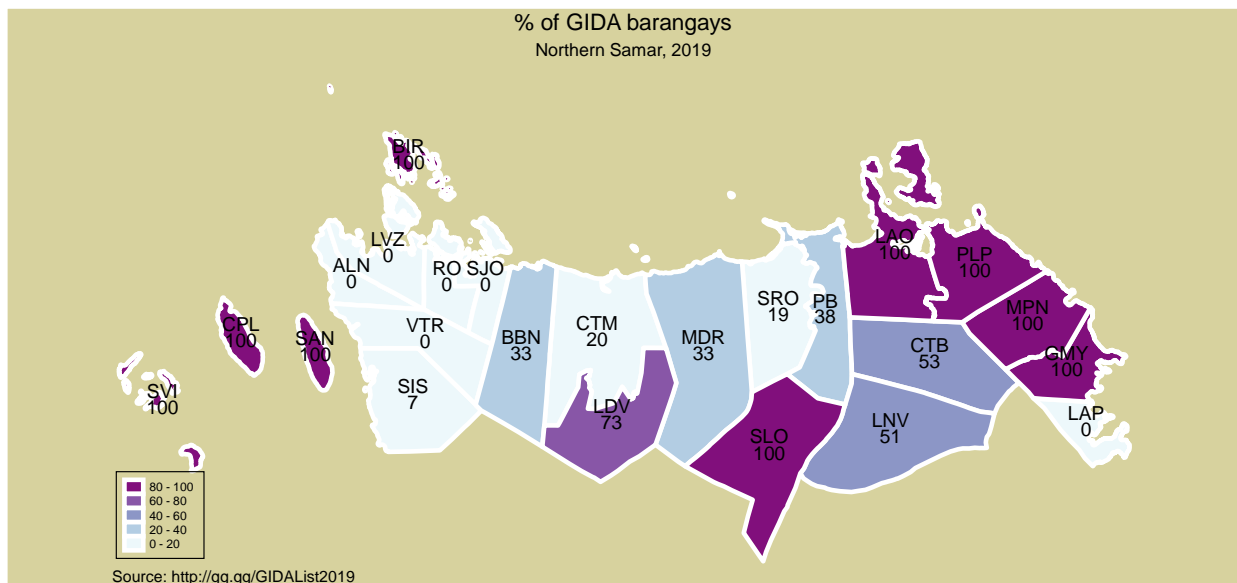 % of GIDA barangays
Northern Samar, 2019
BIR
100
LVZ
0
ALN
0
RO
0
SJO
0
LAO
100
PLP
100
CPL
100
SAN
100
VTR
0
BBN
33
CTM
20
MDR
33
SRO
19
PB
38
MPN
100
CTB
53
GMY
100
SVI
100
SIS
7
LDV
73
SLO
100
LNV
51
LAP
0
80 - 100
60 - 80
40 - 60
20 - 40
0 - 20
Source: http://gg.gg/GIDAList2019